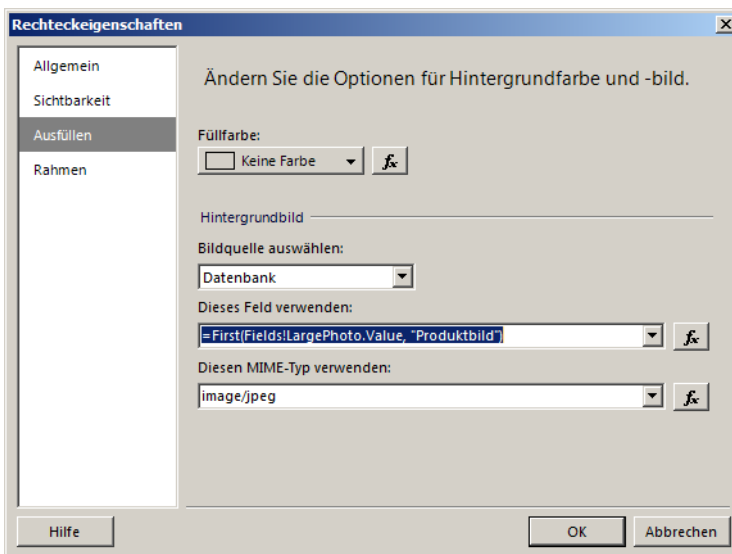 Rechteckeigenschaften
Allgemein
Sichtbarkeit
Ausfüllen
Rahmen
Ändern Sie die Optionen für Hintergrundfarbe und -bild.
Füllfarbe:
Keine Farbe
fx
Hintergrundbild
Bildquelle auswählen:
Datenbank
Dieses Feld verwenden:
=First(Fields!LargePhoto.Value, "Produktbild")
fx
Diesen MIME-Typ verwenden:
image/jpeg
fx
Hilfe
OK
Abbrechen